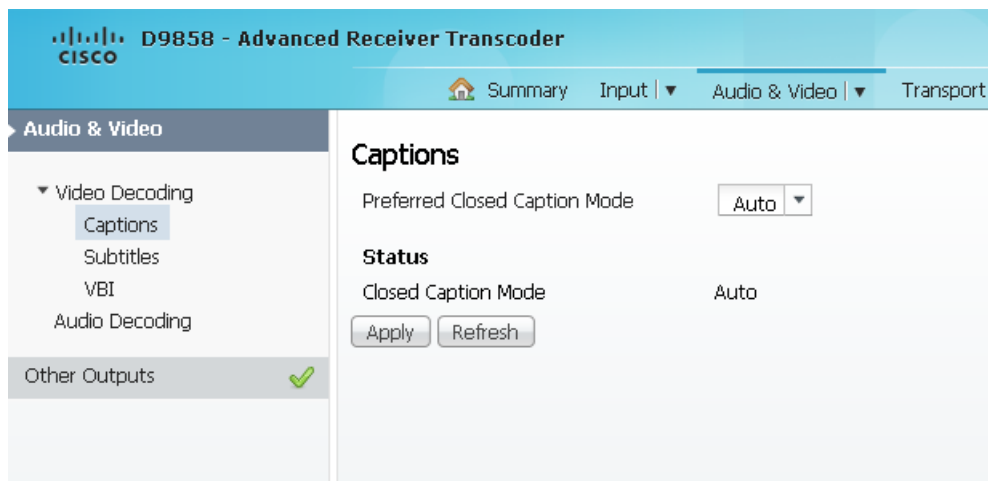 CISCO D9858 - Advanced Receiver Transcoder
Summary Input Audio & Video Transport
Audio & Video
Video Decoding
Captions
Subtitles
VBI
Audio Decoding
Other Outputs
Captions
Preferred Closed Caption Mode Auto
Status
Closed Caption Mode Auto
Apply Refresh